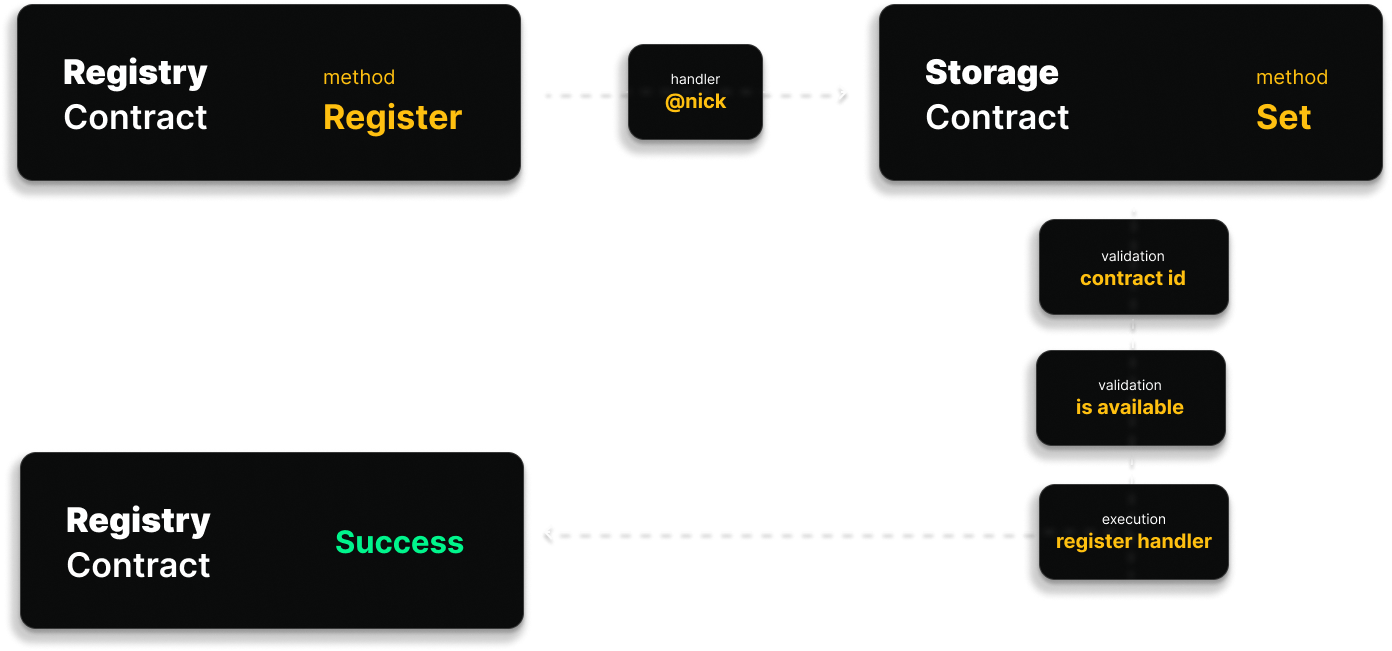 Registry
Contract
method
Register
handler
@nick
Storage
Contract
method
Set
validation
contract id
validation
is available
execution
register handler
Registry
Contract
Success